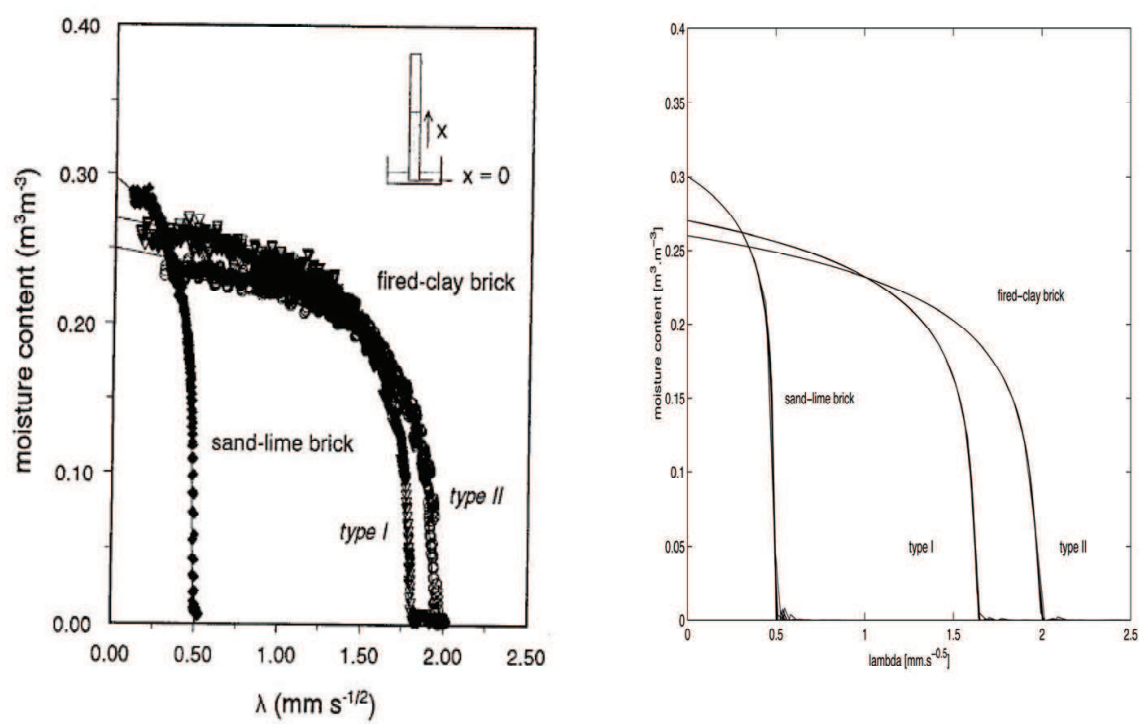 0.40
0.30
0.20
0.10
0.00
moisture content (m³m⁻³)
x
x = 0
fired-clay brick
sand-lime brick
type I
type II
0.00 0.50 1.00 1.50 2.00 2.50
λ (mm s⁻¹/²)
0.4
0.35
0.3
0.25
0.2
0.15
0.1
0.05
0
moisture content [m³.m⁻³]
fired-clay brick
sand-lime brick
type I
type II
0 0.5 1 1.5 2 2.5
lambda [mm.s⁻⁰·⁵]